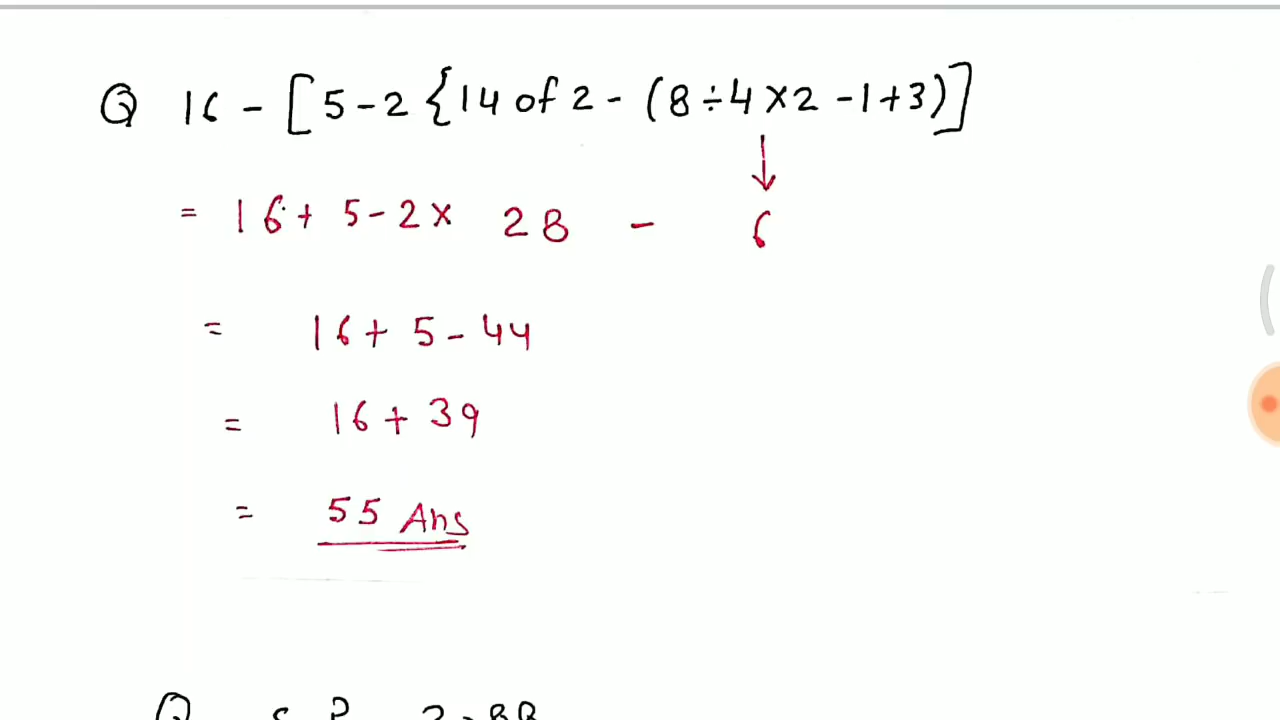 Q 16 - [5-2 {14 of 2 - (8÷4×2 -1+3)]
↓
= 16+ 5-2× 28 - 6
= 16+ 5-44
= 16+ 39
= 55 Ans